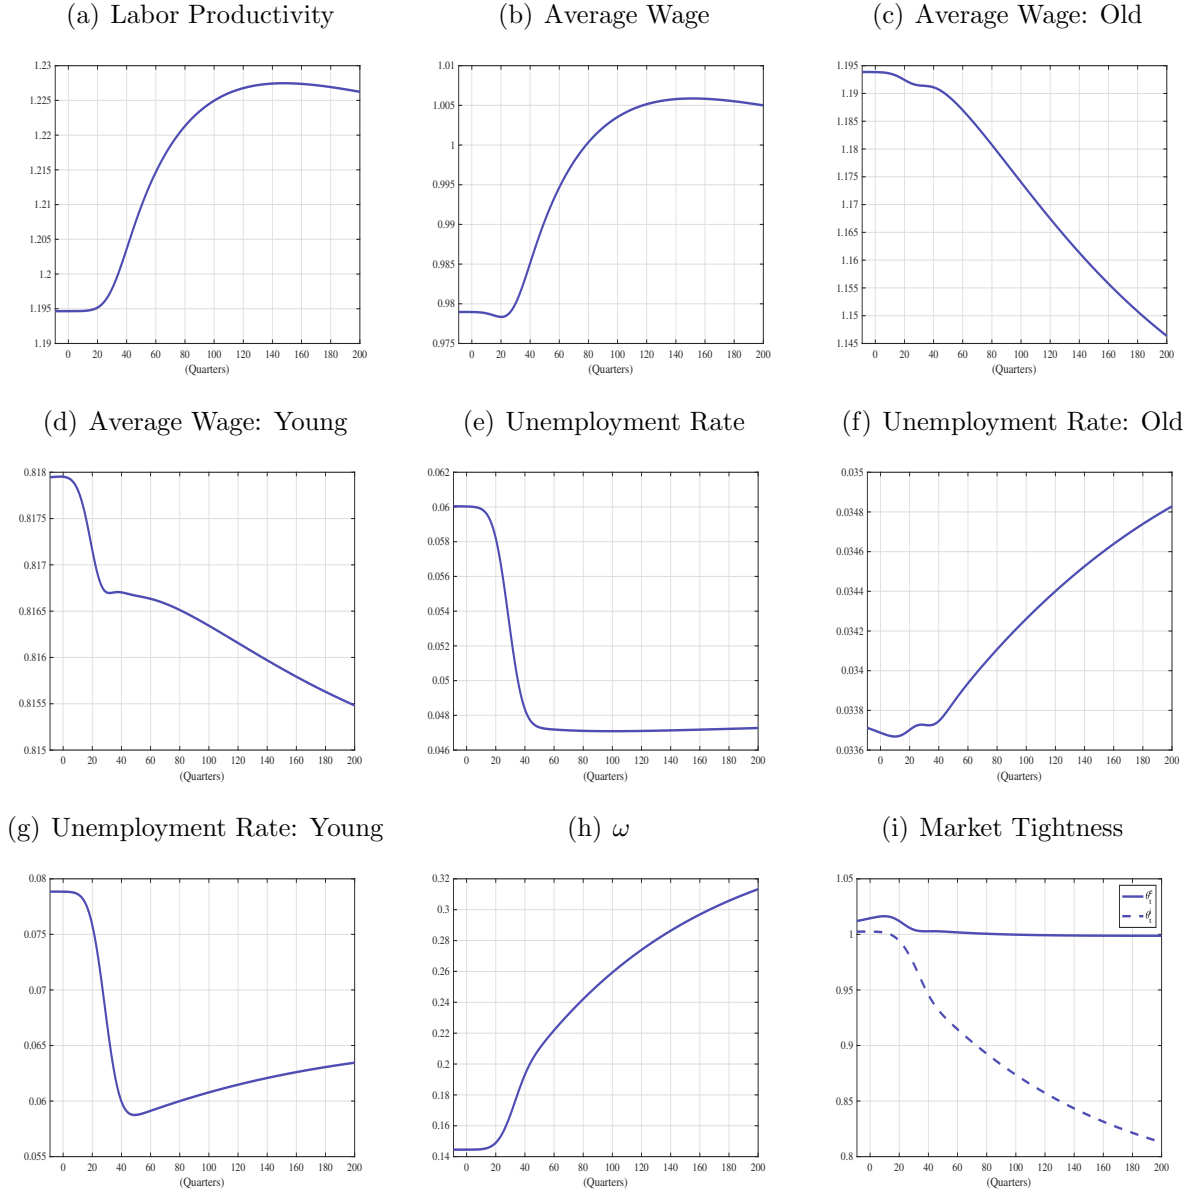 (a) Labor Productivity
(b) Average Wage
(c) Average Wage: Old
1.23
1.225
1.22
1.215
1.21
1.205
1.2
1.195
1.19
0 20 40 60 80 100 120 140 160 180 200
(Quarters)
1.01
1.005
1
0.995
0.99
0.985
0.98
0.975
0 20 40 60 80 100 120 140 160 180 200
(Quarters)
1.195
1.19
1.185
1.18
1.175
1.17
1.165
1.16
1.155
1.15
1.145
0 20 40 60 80 100 120 140 160 180 200
(Quarters)
(d) Average Wage: Young
(e) Unemployment Rate
(f) Unemployment Rate: Old
0.818
0.8175
0.817
0.8165
0.816
0.8155
0.815
0 20 40 60 80 100 120 140 160 180 200
(Quarters)
0.062
0.06
0.058
0.056
0.054
0.052
0.05
0.048
0.046
0 20 40 60 80 100 120 140 160 180 200
(Quarters)
0.035
0.0348
0.0346
0.0344
0.0342
0.034
0.0338
0.0336
0 20 40 60 80 100 120 140 160 180 200
(Quarters)
(g) Unemployment Rate: Young
(h) ω
(i) Market Tightness
0.08
0.075
0.07
0.065
0.06
0.055
0 20 40 60 80 100 120 140 160 180 200
(Quarters)
0.32
0.3
0.28
0.26
0.24
0.22
0.2
0.18
0.16
0.14
0 20 40 60 80 100 120 140 160 180 200
(Quarters)
1.05
1
0.95
0.9
0.85
0.8
0 20 40 60 80 100 120 140 160 180 200
(Quarters)